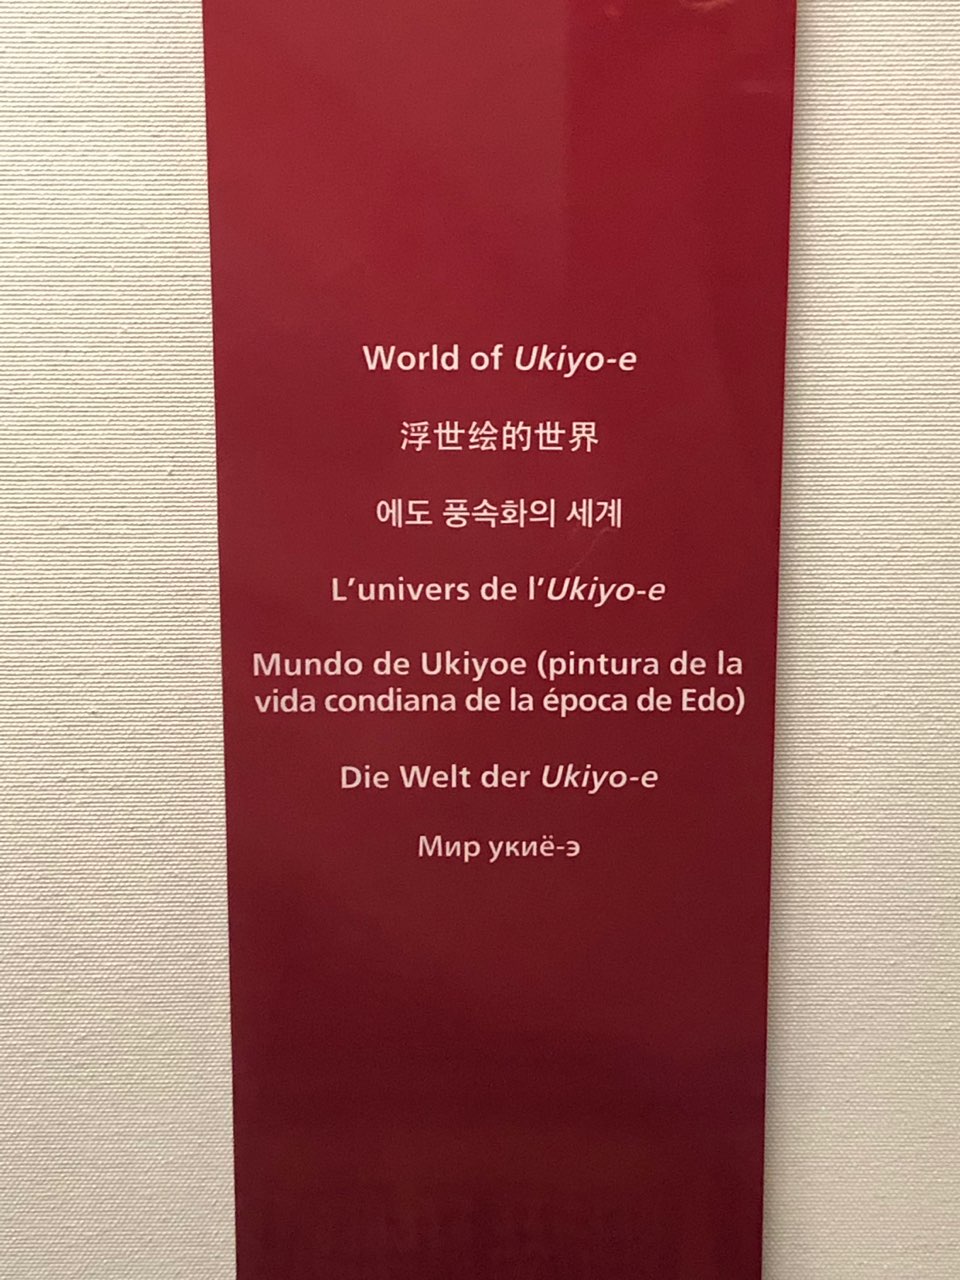 World of Ukiyo-e
浮世绘的世界
에도 풍속화의 세계
L'univers de l'Ukiyo-e
Mundo de Ukiyoe (pintura de la
vida condiana de la época de Edo)
Die Welt der Ukiyo-e
Мир укиё-э